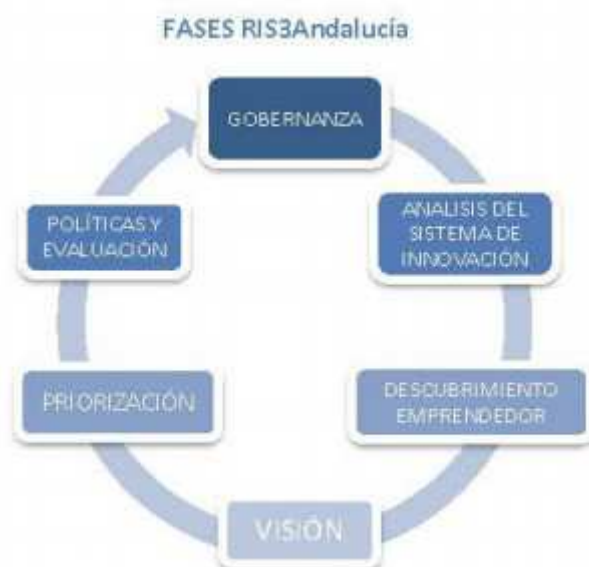 FASES RIS3Andalucía
GOBERNANZA
ANALISIS DEL
SISTEMA DE
INNOVACION
DESCUBRIMIENTO
EMPRENDEDOR
VISIÓN
PRIORIZACIÓN
POLÍTICAS Y
EVALUACIÓN